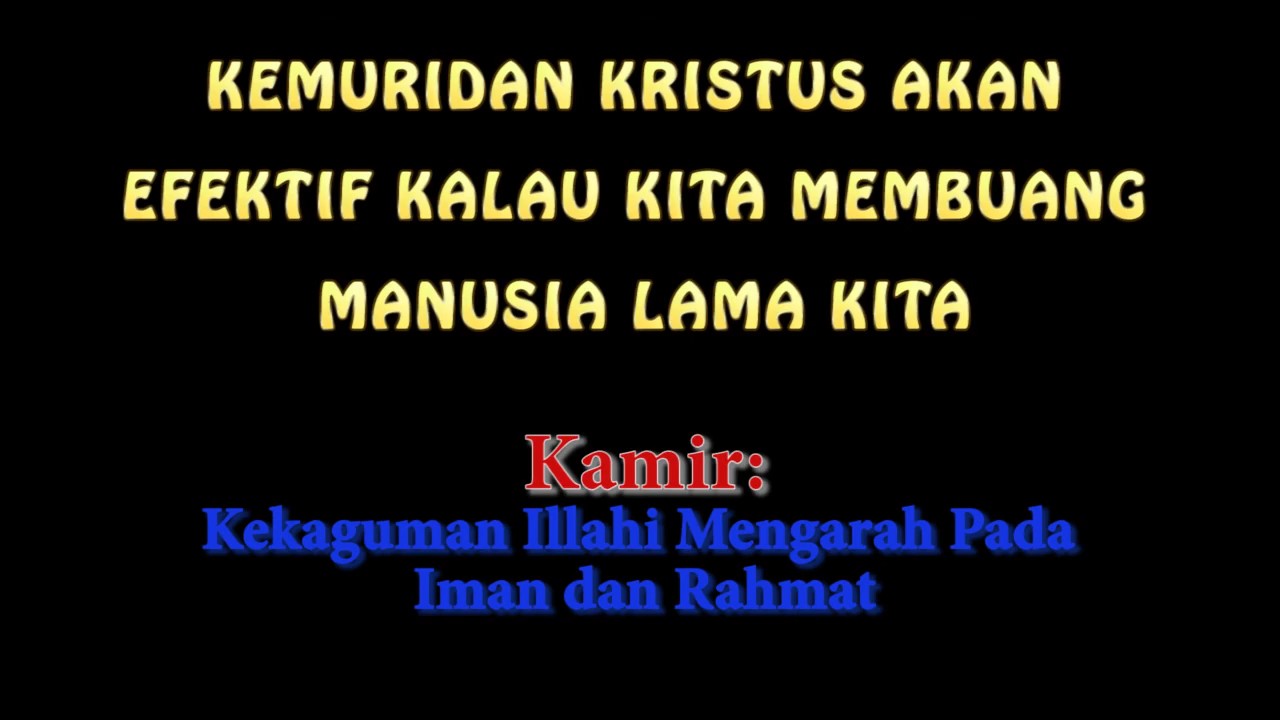 KEMURIDAN KRISTUS AKAN
EFEKTIF KALAU KITA MEMBUANG
MANUSIA LAMA KITA
Kamir:
Kekaguman Illahi Mengarah Pada
Iman dan Rahmat